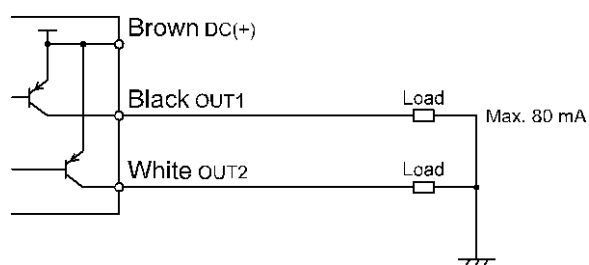 Brown DC(+)
Black OUT1
Load
Max. 80 mA
White OUT2
Load